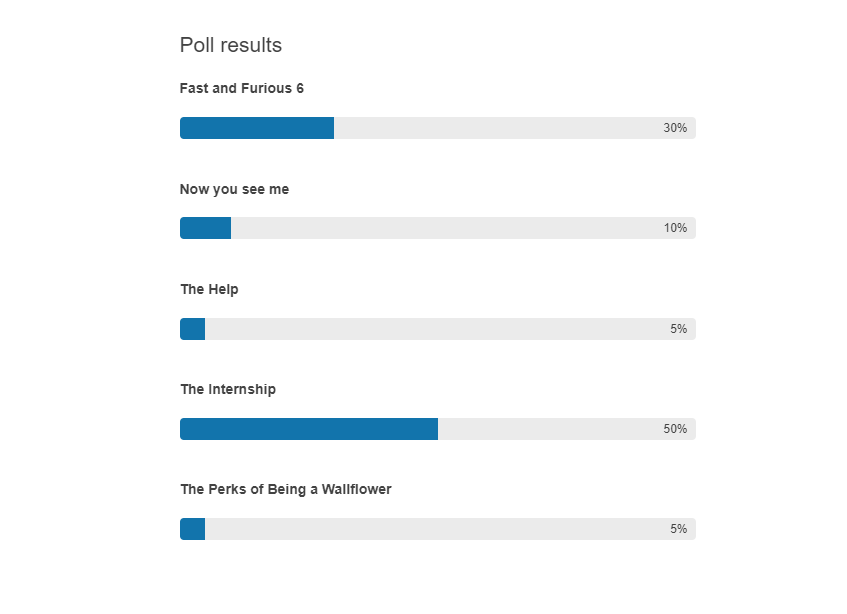 Poll results
Fast and Furious 6
30%
Now you see me
10%
The Help
5%
The Internship
50%
The Perks of Being a Wallflower
5%